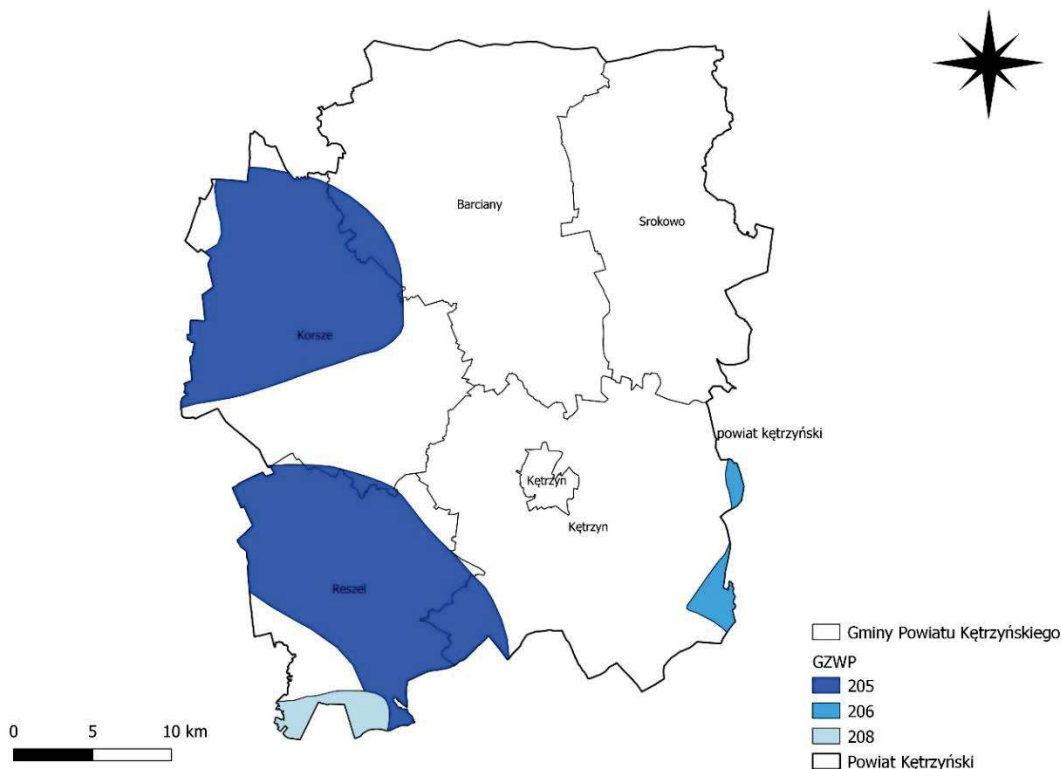 Barciany
Srokowo
Korsze
powiat kętrzyński
Kętrzyn
Kętrzyn
Reszel
Gminy Powiatu Kętrzyńskiego
GZWP
205
206
208
Powiat Kętrzyński
0 5 10 km